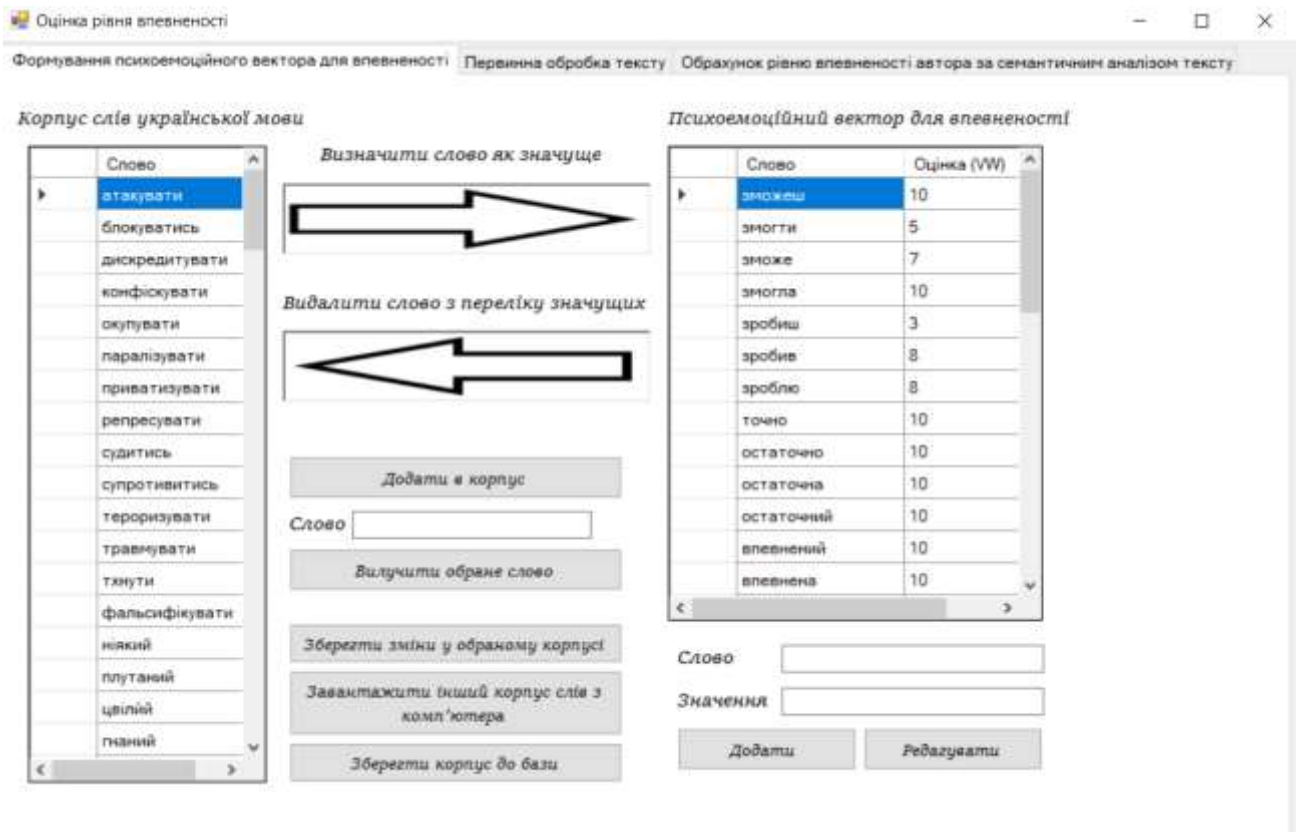 Оцінка рівня впевненості
Формування психоемоційного вектора для впевненості Первинна обробка тексту Обрахунок рівню впевненості автора за семантичним аналізом тексту
Корпус слів української мови
Слово
атакувати
блокуватись
дискредитувати
конфіскувати
окупувати
паралізувати
приватизувати
репресувати
судитись
супротивитись
тероризувати
травмувати
тхнути
фальсифікувати
ніякий
плутаний
цвілий
гнаний
Визначити слово як значуще
Видалити слово з переліку значущих
Додати в корпус
Слово
Вилучити обране слово
Зберегти зміни у обраному корпусі
Завантажити інший корпус слів з
комп'ютера
Зберегти корпус до бази
Психоемоційний вектор для впевненості
Слово Оцінка (VW)
зможеш 10
змогти 5
зможе 7
змогла 10
зробиш 3
зробив 8
зроблю 8
точно 10
остаточно 10
остаточна 10
остаточний 10
впевнений 10
впевнена 10
Слово
Значення
Додати Редагувати